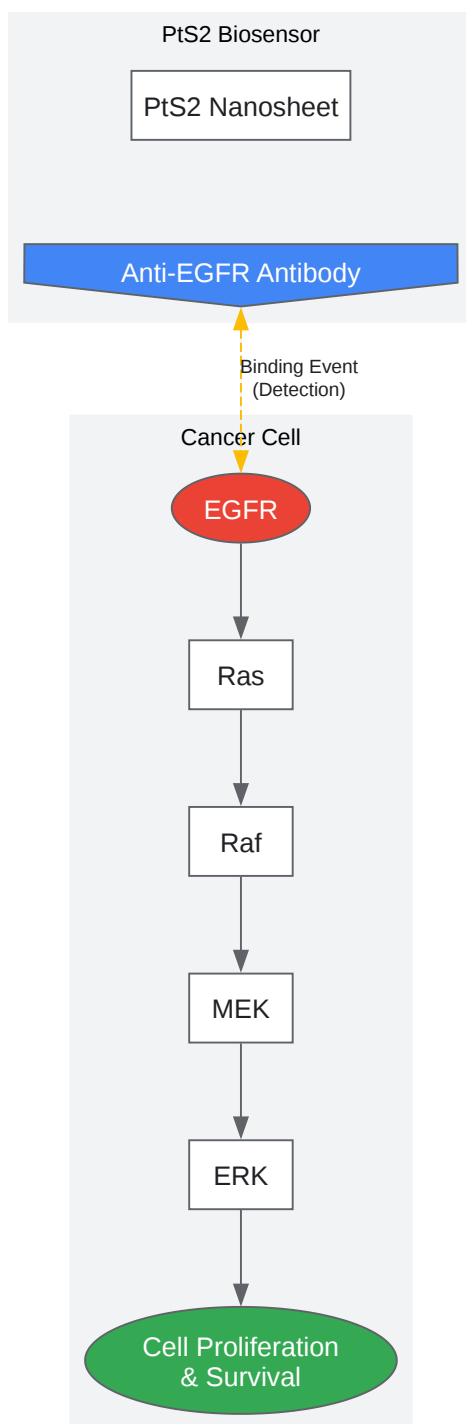 PtS2 Biosensor
PtS2 Nanosheet
Anti-EGFR Antibody
Binding Event
(Detection)
Cancer Cell
EGFR
Ras
Raf
MEK
ERK
Cell Proliferation
& Survival